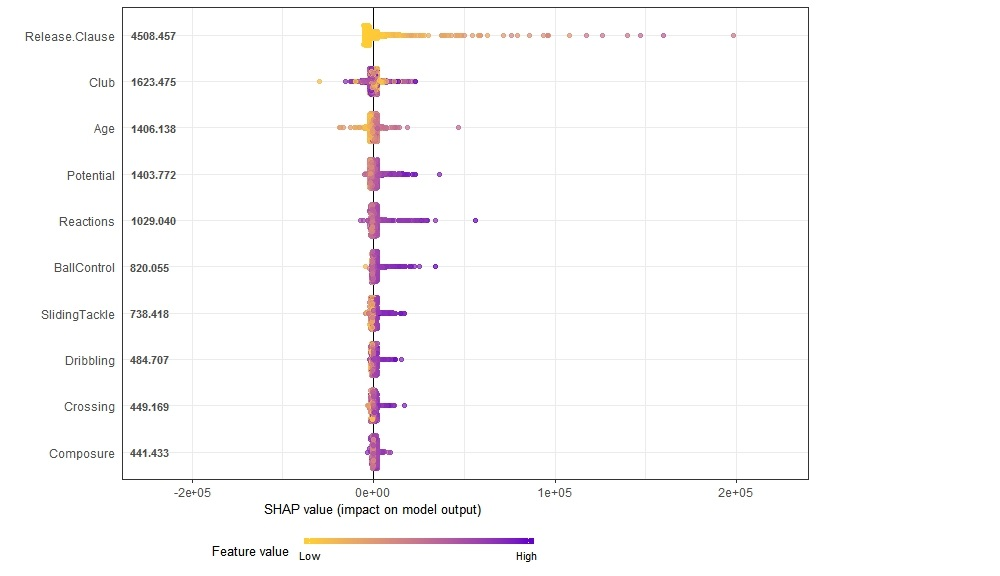 Release.Clause 4508.457
Club 1623.475
Age 1406.138
Potential 1403.772
Reactions 1029.040
BallControl 820.055
SlidingTackle 738.418
Dribbling 484.707
Crossing 449.169
Composure 441.433
-2e+05 0e+00 1e+05 2e+05
SHAP value (impact on model output)
Feature value
Low High